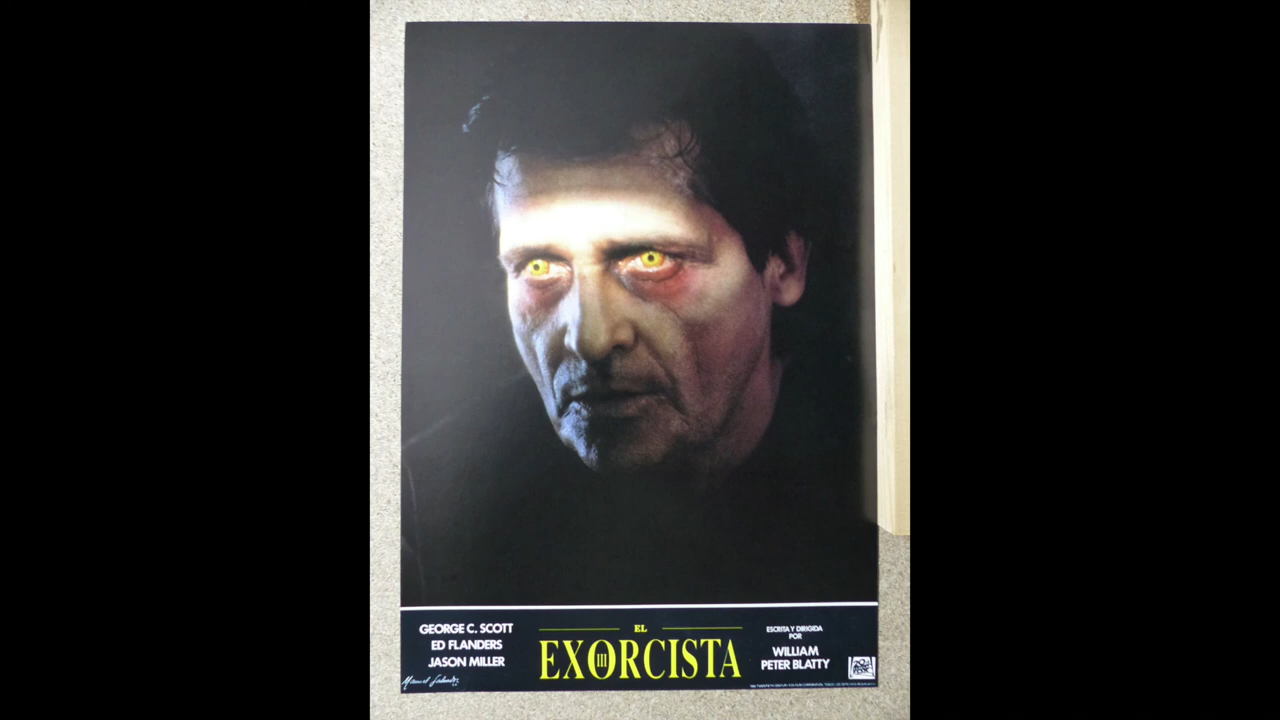 GEORGE C. SCOTT
ED FLANDERS
JASON MILLER
EL
EXORCISTA
III
ESCRITA Y DIRIGIDA
POR
WILLIAM
PETER BLATTY